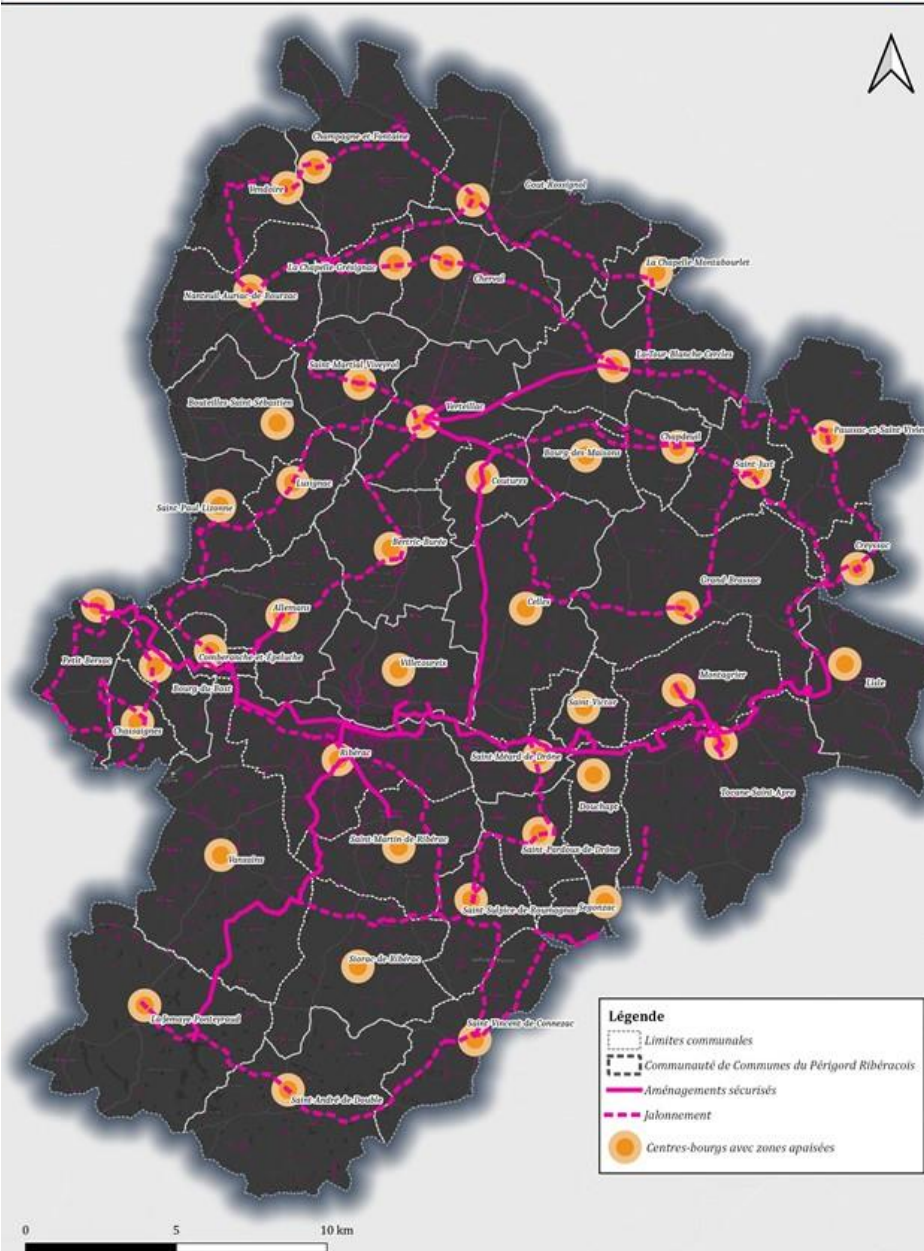 Champagne-et-Fontaine
Vendoire
Gout-Rossignol
La Chapelle-Grésignac
Cherval
La Chapelle-Montabourlet
Nanteuil-Auriac-de-Bourzac
La-Tour-Blanche-Cercles
Saint-Martial-Viveyrol
Bouteilles-Saint-Sébastien
Verteillac
Paussac-et-Saint-Vivien
Bourg-des-Maisons
Chapdeuil
Saint-Just
Lusignac
Coutures
Saint-Paul-Lizonne
Bertric-Burée
Creyssac
Allemans
Celles
Grand-Brassac
Petit-Bersac
Comberanche-et-Épeluche
Villetoureix
Bourg-du-Bost
Montagrier
Lisle
Saint-Victor
Chassaignes
Ribérac
Saint-Méard-de-Drône
Douchapt
Tocane-Saint-Apre
Saint-Martin-de-Ribérac
Saint-Pardoux-de-Drône
Vanxains
Saint-Sulpice-de-Roumagnac
Segonzac
Siorac-de-Ribérac
La-Jemaye-Ponteyraud
Saint-Vincent-de-Connezac
Saint-André-de-Double
Légende
Limites communales
Communauté de Communes du Périgord Ribéracois
Aménagements sécurisés
Jalonnement
Centres-bourgs avec zones apaisées
0 5 10 km